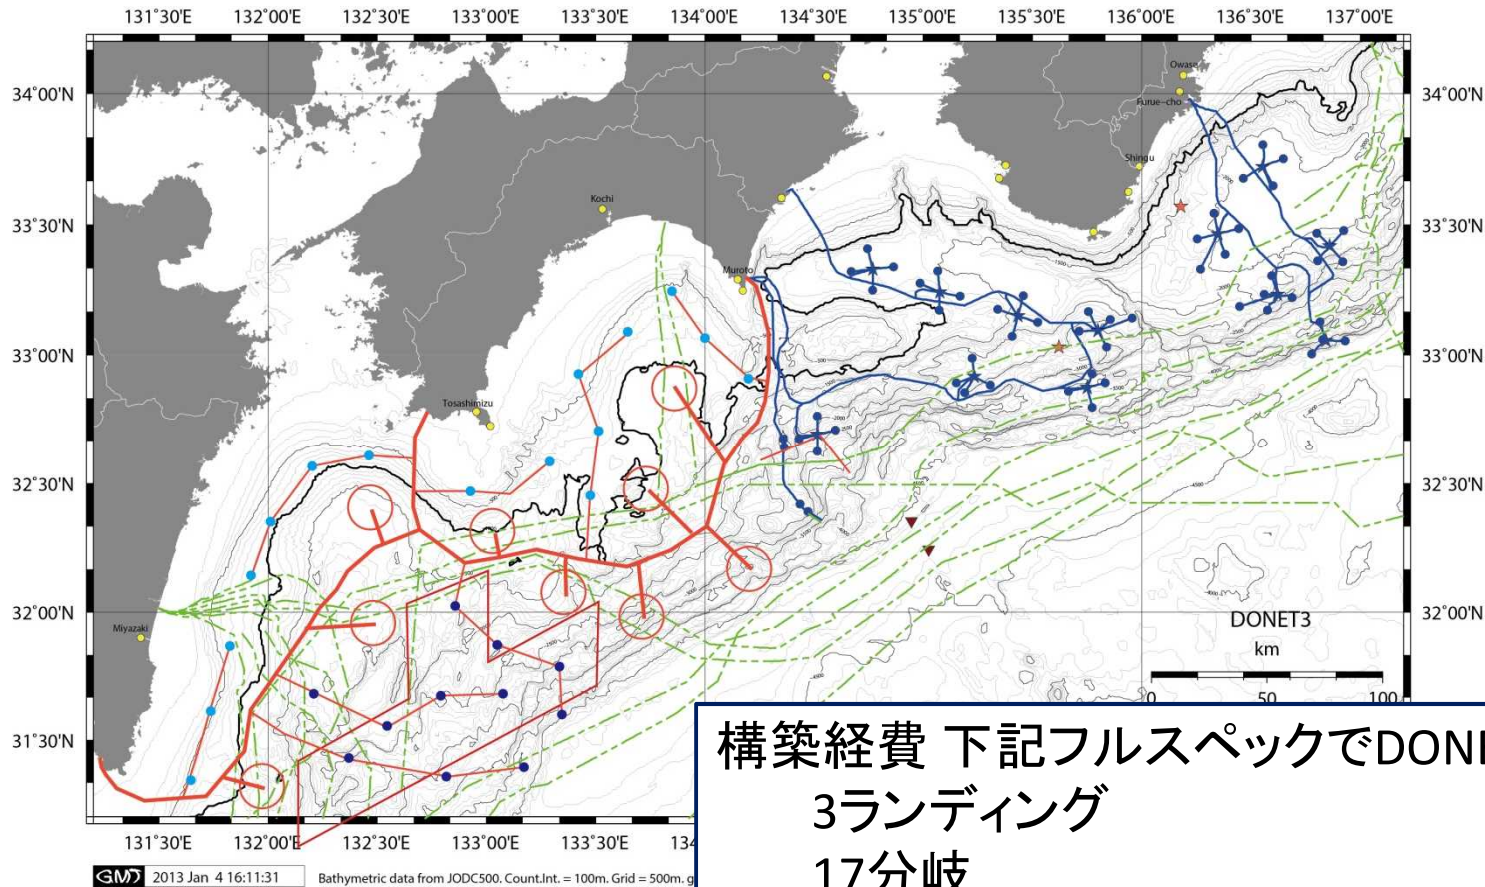 131˚30'E 132˚00'E 132˚30'E 133˚00'E 133˚30'E 134˚00'E 134˚30'E 135˚00'E 135˚30'E 136˚00'E 136˚30'E 137˚00'E
Owase
34˚00'N 34˚00'N
Furue-cho
Shingu
Kochi
33˚30'N 33˚30'N
Muroto
33˚00'N 33˚00'N
Tosashimizu
32˚30'N 32˚30'N
32˚00'N 32˚00'N
Miyazaki
DONET3
km
0 50 100
31˚30'N
構築経費 下記フルスペックでDON
3ランディング
17分岐
131˚30'E 132˚00'E 132˚30'E 133˚00'E 133˚30'E 134
GMT 2013 Jan 4 16:11:31 Bathymetric data from JODC500. Count.Int. = 100m. Grid = 500m. g